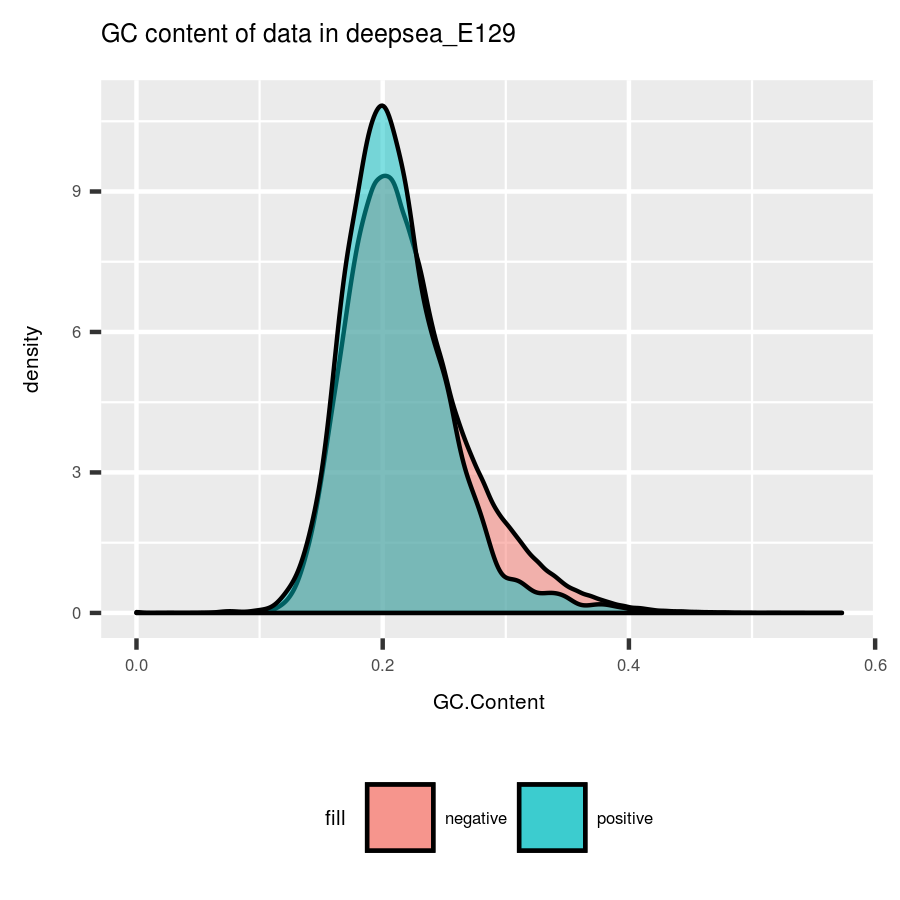 GC content of data in deepsea_E129
density
9
6
3
0
0.0 0.2 0.4 0.6
GC.Content
fill negative positive